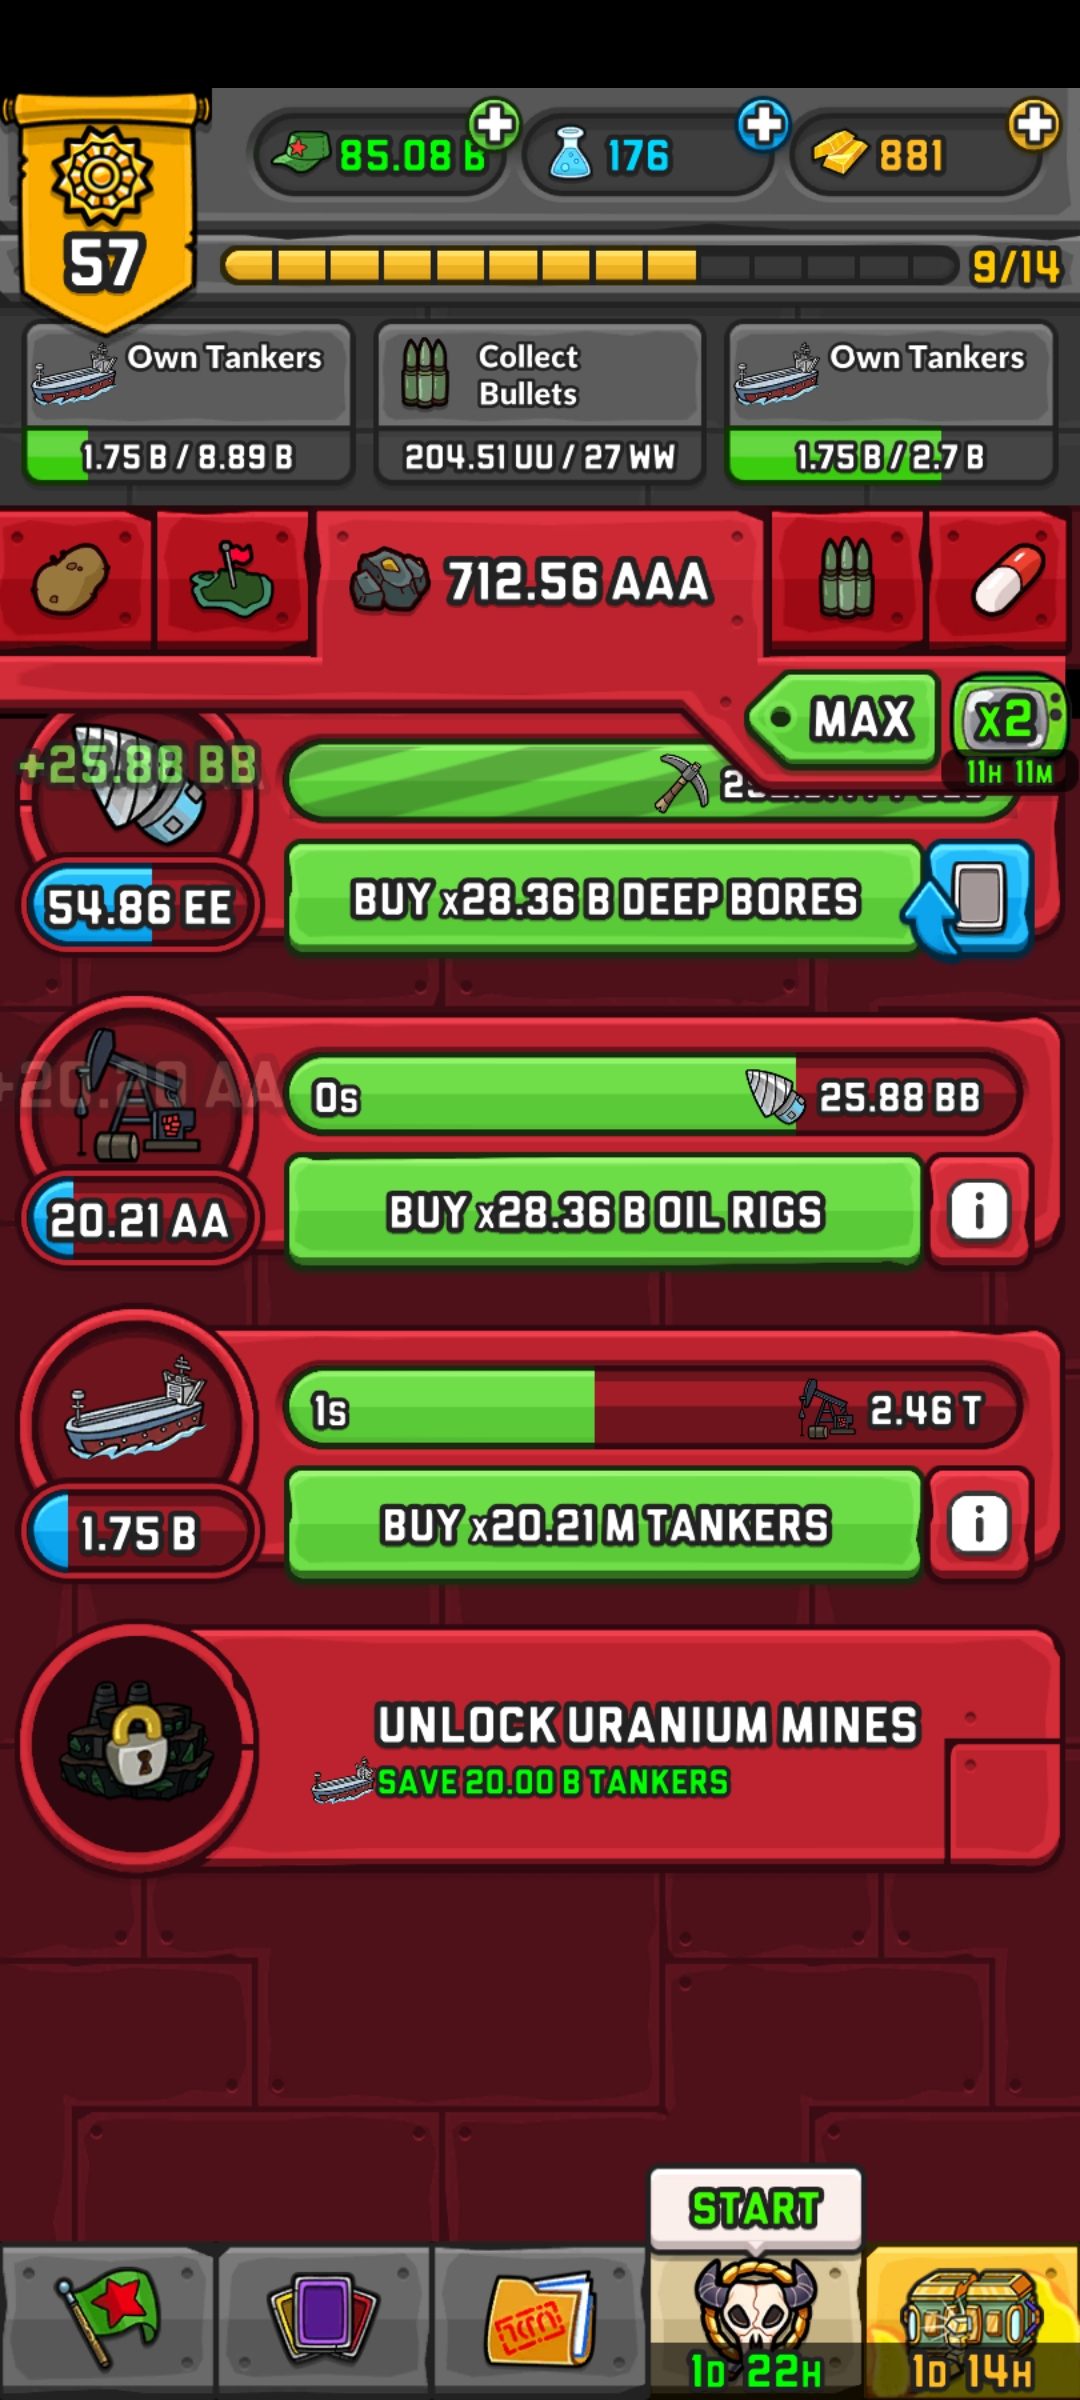 57
85.08 B
176
881
9/14
Own Tankers
1.75 B / 8.89 B
Collect
Bullets
204.51 UU / 27 WW
Own Tankers
1.75 B / 2.7 B
712.56 AAA
MAX
x2
11H 11M
+25.88 BB
54.86 EE
BUY x28.36 B DEEP BORES
+20.20 AA
0s
25.88 BB
20.21 AA
BUY x28.36 B OIL RIGS
i
1s
2.46 T
1.75 B
BUY x20.21 M TANKERS
i
UNLOCK URANIUM MINES
SAVE 20.00 B TANKERS
START
1D 22H
1D 14H